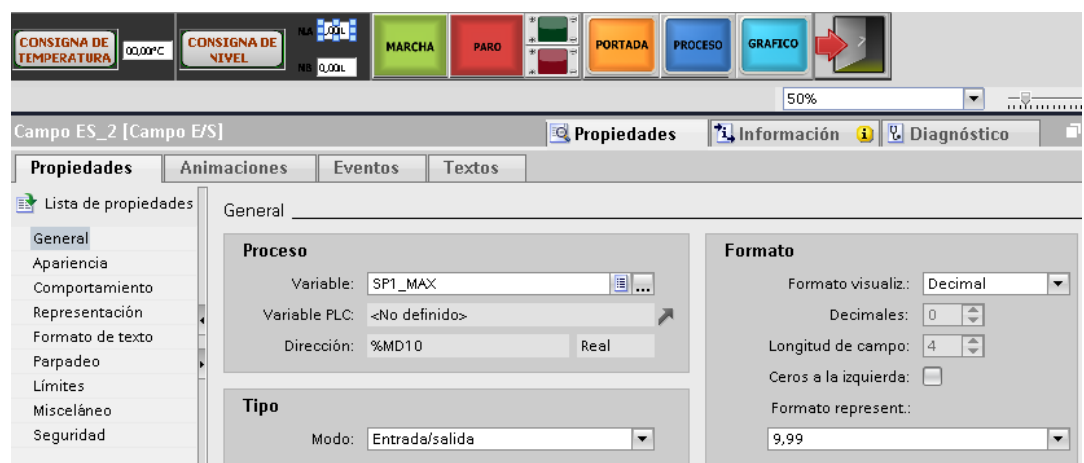 CONSIGNA DE TEMPERATURA
00,00°C
CONSIGNA DE NIVEL
NA
NB 0,00L
MARCHA
PARO
PORTADA
PROCESO
GRAFICO
50%
Campo ES_2 [Campo E/S]
Propiedades
Información
Diagnóstico
Propiedades
Animaciones
Eventos
Textos
Lista de propiedades
General
Apariencia
Comportamiento
Representación
Formato de texto
Parpadeo
Límites
Misceláneo
Seguridad
General
Proceso
Variable: SP1_MAX
Variable PLC: <No definido>
Dirección: %MD10 Real
Tipo
Modo: Entrada/salida
Formato
Formato visualiz.: Decimal
Decimales: 0
Longitud de campo: 4
Ceros a la izquierda:
Formato represent.:
9,99